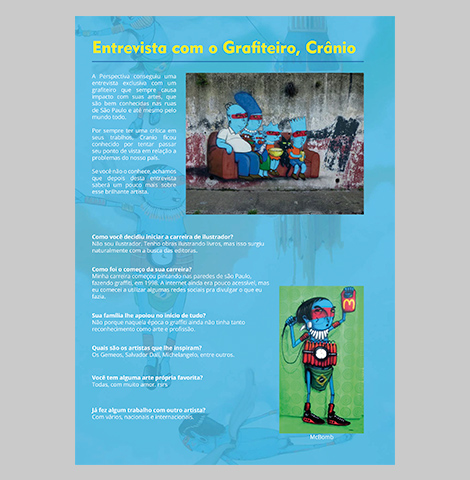 Entrevista com o Grafiteiro, Crânio
A Perspectiva conseguiu uma
entrevista exclusiva com um
grafiteiro que sempre causa
impacto com suas artes, que
são bem conhecidas nas ruas
de São Paulo e até mesmo pelo
mundo todo.
Por sempre ter uma crítica em
seus trablhos, Cranio ficou
conhecido por tentar passar
seu ponto de vista em relação a
problemas do nosso país.
Se você não o conhece, achamos
que depois desta entrevista
saberá um pouco mais sobre
esse brilhante artista.
Como você decidiu iniciar a carreira de ilustrador?
Não sou ilustrador. Tenho obras ilustrando livros, mas isso surgiu
naturalmente com a busca das editoras.
Como foi o começo da sua carreira?
Minha carreira começou pintando nas paredes de são Paulo,
fazendo graffiti, em 1998. A internet ainda era pouco acessível, mas
eu comecei a utilizar algumas redes sociais pra divulgar o que eu
fazia.
Sua família lhe apoiou no início de tudo?
Não porque naquela época o graffiti ainda não tinha tanto
reconhecimento como arte e profissão.
Quais são os artistas que lhe inspiram?
Os Gemeos, Salvador Dalí, Michelangelo, entre outros.
Você tem alguma arte própria favorita?
Todas, com muito amor. rsrs
Já fez algum trabalho com outro artista?
Com vários, nacionais e internacionais.
McBomb